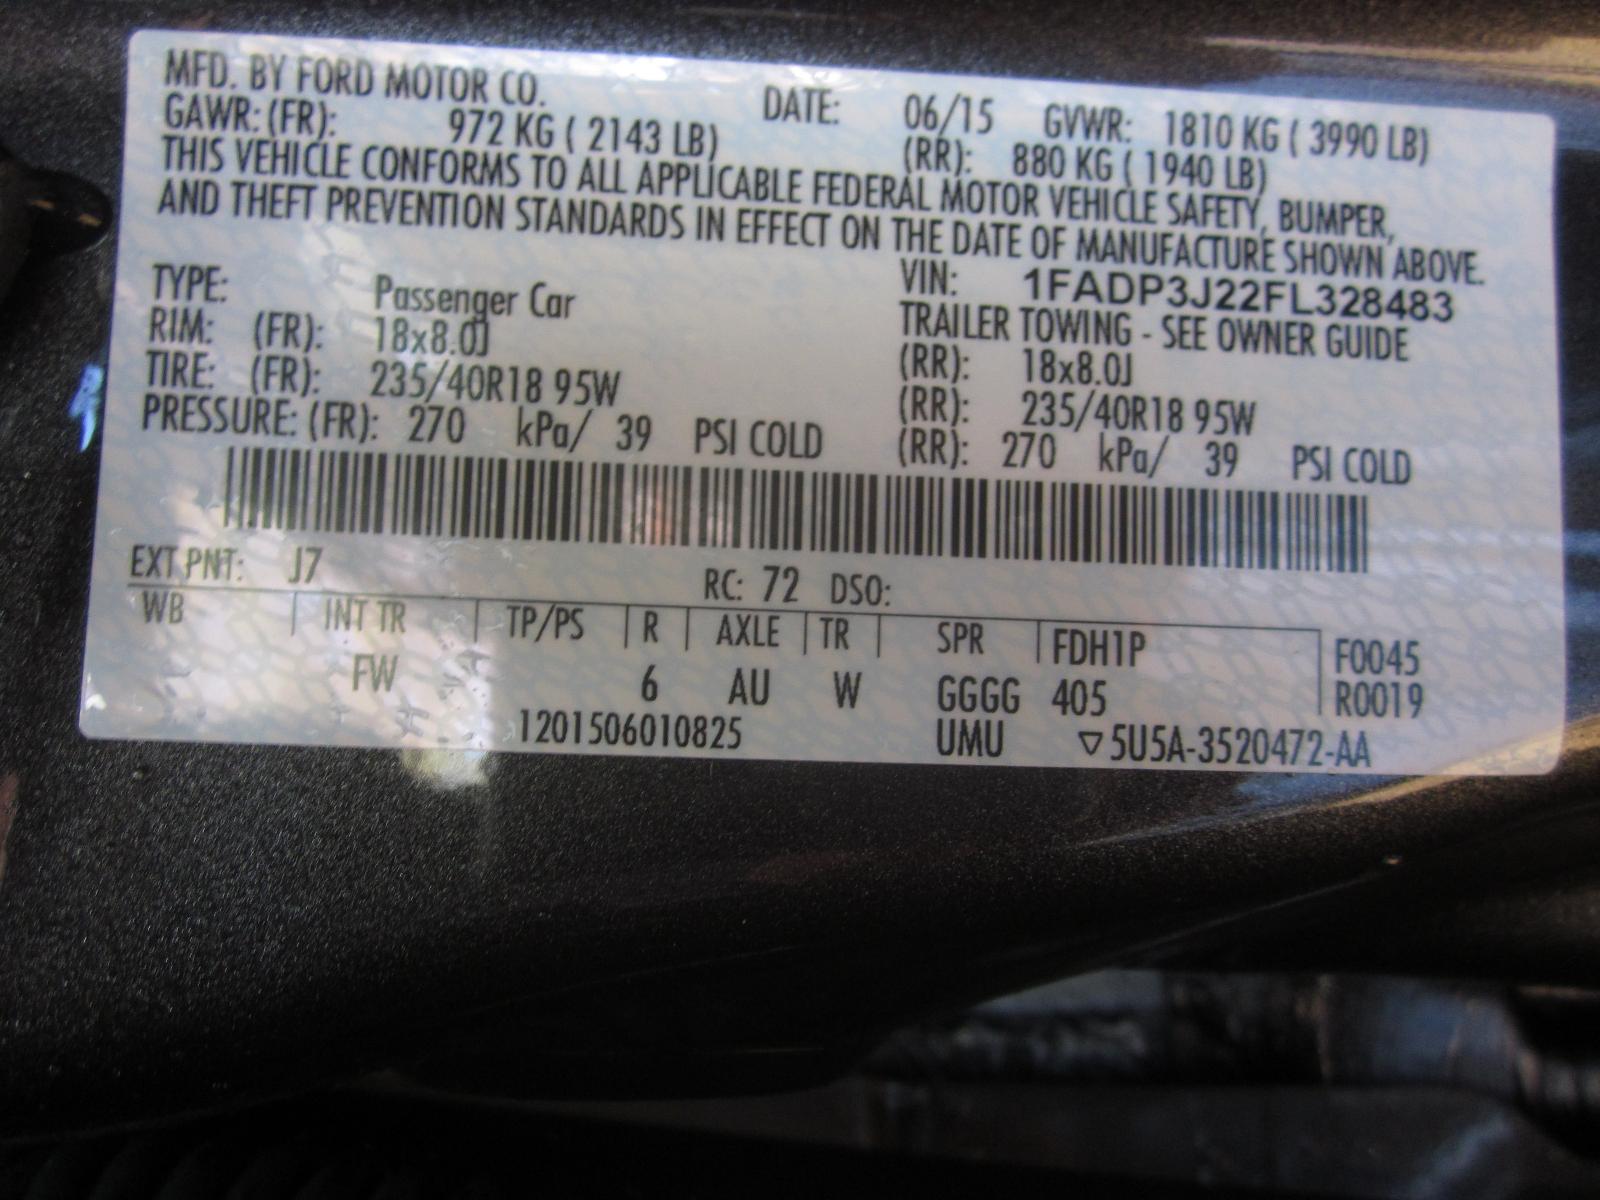 MFD. BY FORD MOTOR CO.
DATE: 06/15 GVWR: 1810 KG ( 3990 LB)
GAWR: (FR): 972 KG ( 2143 LB) (RR): 880 KG ( 1940 LB)
THIS VEHICLE CONFORMS TO ALL APPLICABLE FEDERAL MOTOR VEHICLE SAFETY, BUMPER,
AND THEFT PREVENTION STANDARDS IN EFFECT ON THE DATE OF MANUFACTURE SHOWN ABOVE.
VIN: 1FADP3J22FL328483
TYPE: Passenger Car TRAILER TOWING - SEE OWNER GUIDE
RIM: (FR): 18x8.0J (RR): 18x8.0J
TIRE: (FR): 235/40R18 95W (RR): 235/40R18 95W
PRESSURE: (FR): 270 kPa/ 39 PSI COLD (RR): 270 kPa/ 39 PSI COLD
EXT PNT: J7 RC: 72 DSO:
WB INT TR TP/PS R AXLE TR SPR FDH1P F0045
FW 6 AU W GGGG 405 R0019
1201506010825 UMU ▽5U5A-3520472-AA